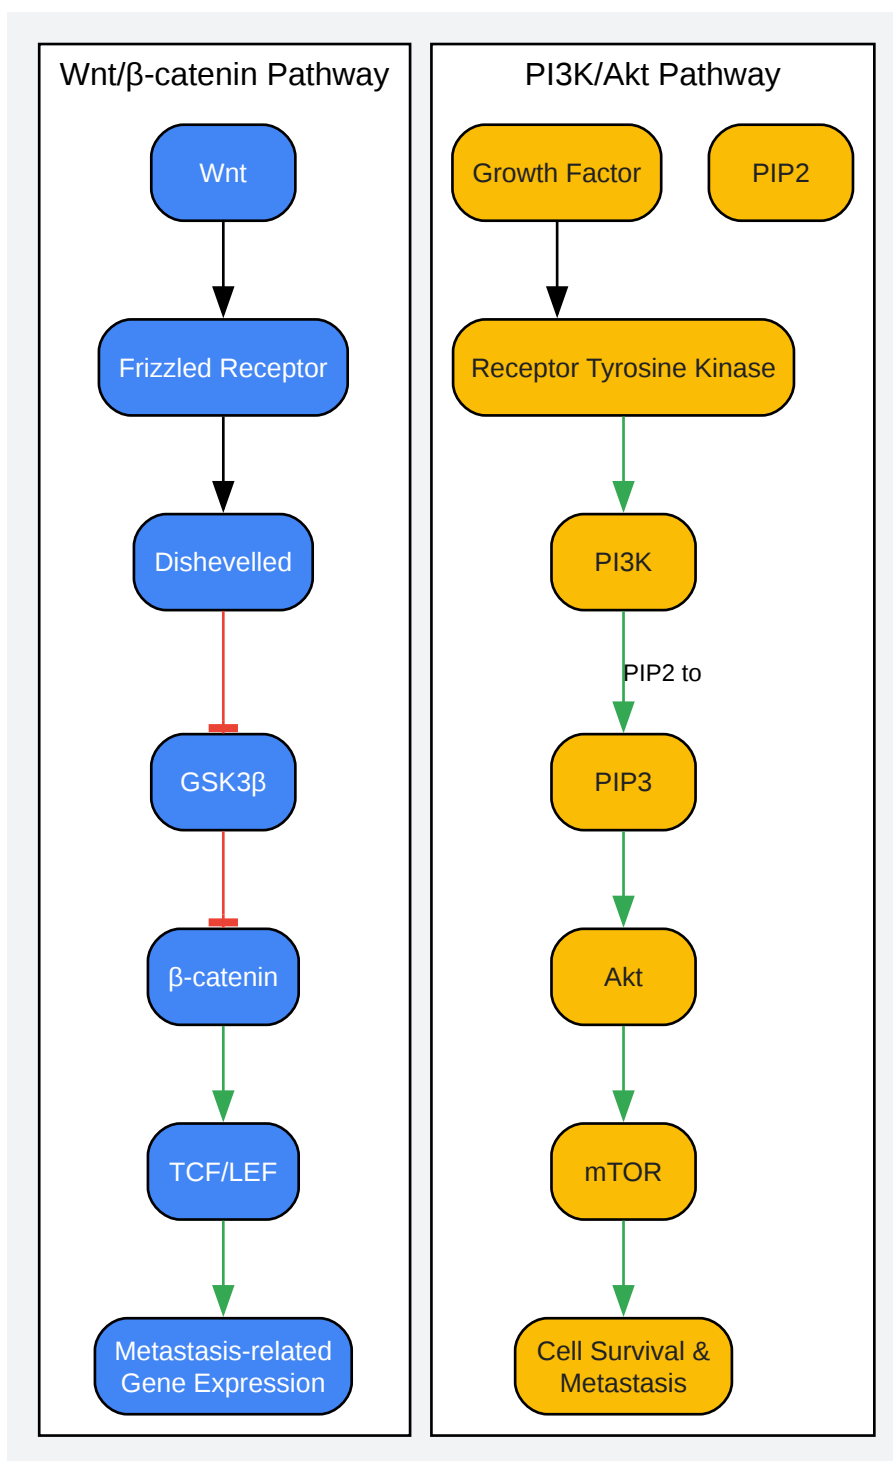 Wnt/β-catenin Pathway
Wnt
Frizzled Receptor
Dishevelled
GSK3β
β-catenin
TCF/LEF
Metastasis-related
Gene Expression
PI3K/Akt Pathway
Growth Factor
PIP2
Receptor Tyrosine Kinase
PI3K
PIP2 to
PIP3
Akt
mTOR
Cell Survival &
Metastasis